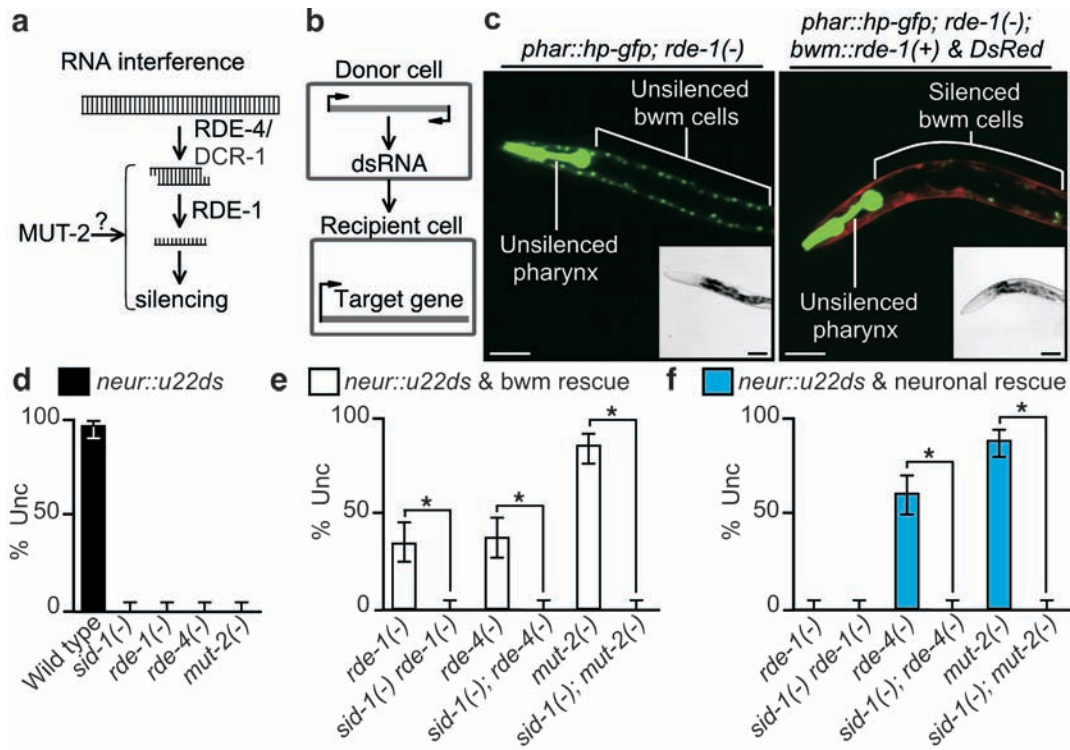 a
RNA interference
RDE-4/
DCR-1
RDE-1
MUT-2
?
silencing
b
Donor cell
dsRNA
Recipient cell
Target gene
c
phar::hp-gfp; rde-1(-)
Unsilenced
bwm cells
Unsilenced
pharynx
phar::hp-gfp; rde-1(-);
bwm::rde-1(+) & DsRed
Silenced
bwm cells
Unsilenced
pharynx
d
neur::u22ds
% Unc
100
50
0
Wild type
sid-1(-)
rde-1(-)
rde-4(-)
mut-2(-)
e
neur::u22ds & bwm rescue
% Unc
100
50
0
*
*
*
rde-1(-)
sid-1(-) rde-1(-)
rde-4(-)
sid-1(-); rde-4(-)
mut-2(-)
sid-1(-); mut-2(-)
f
neur::u22ds & neuronal rescue
% Unc
100
50
0
*
*
rde-1(-)
sid-1(-) rde-1(-)
rde-4(-)
sid-1(-); rde-4(-)
mut-2(-)
sid-1(-); mut-2(-)